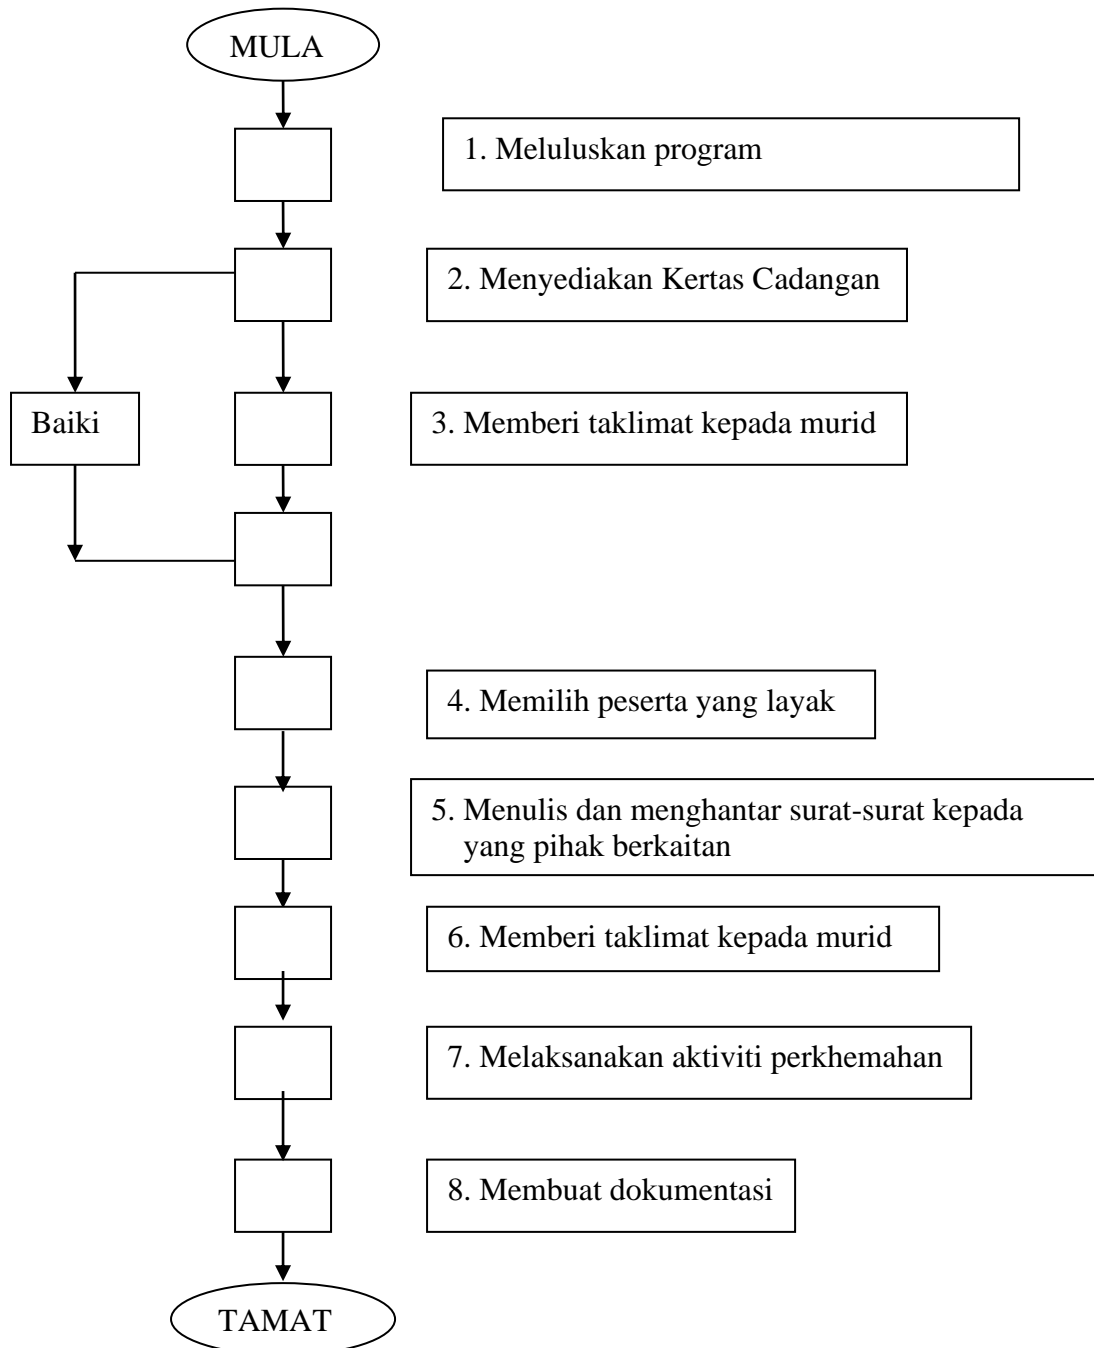 MULA
1. Meluluskan program
2. Menyediakan Kertas Cadangan
Baiki
3. Memberi taklimat kepada murid
4. Memilih peserta yang layak
5. Menulis dan menghantar surat-surat kepada
yang pihak berkaitan
6. Memberi taklimat kepada murid
7. Melaksanakan aktiviti perkhemahan
8. Membuat dokumentasi
TAMAT